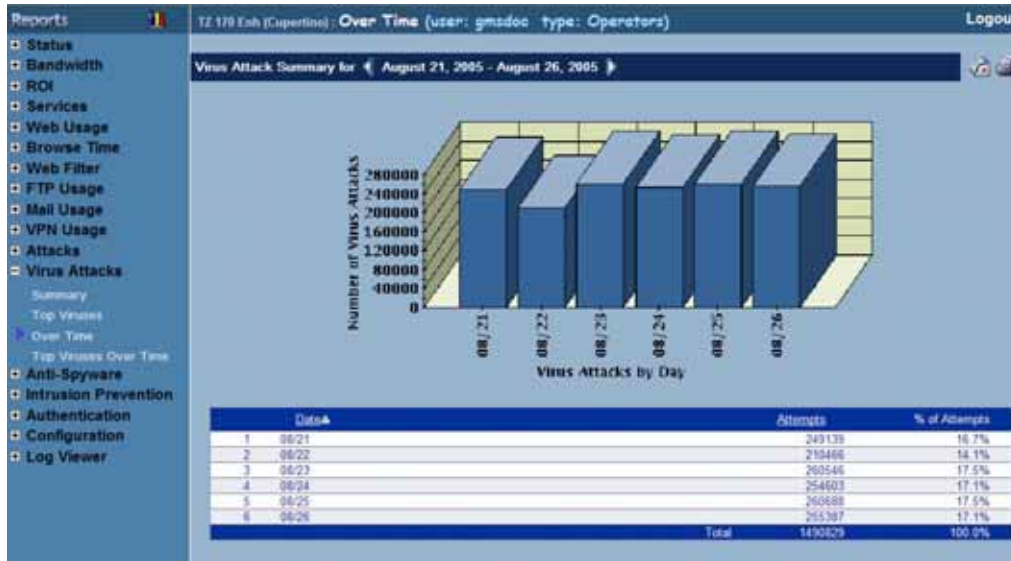 Reports
TZ 170 Enh (Cupertino) : Over Time (user: gmsdoc type: Operators)
Logou
Status
Bandwidth
ROI
Services
Web Usage
Browse Time
Web Filter
FTP Usage
Mail Usage
VPN Usage
Attacks
Virus Attacks
Summary
Top Viruses
Over Time
Top Viruses Over Time
Anti-Spyware
Intrusion Prevention
Authentication
Configuration
Log Viewer
Virus Attack Summary for August 21, 2005 - August 26, 2005
Number of Virus Attacks
280000
240000
200000
160000
120000
80000
40000
0
08/21 08/22 08/23 08/24 08/25 08/26
Virus Attacks by Day
Date Attempts % of Attempts
1 08/21 249139 16.7%
2 08/22 210466 14.1%
3 08/23 260546 17.5%
4 08/24 254603 17.1%
5 08/25 260688 17.5%
6 08/26 255387 17.1%
Total 1490829 100.0%